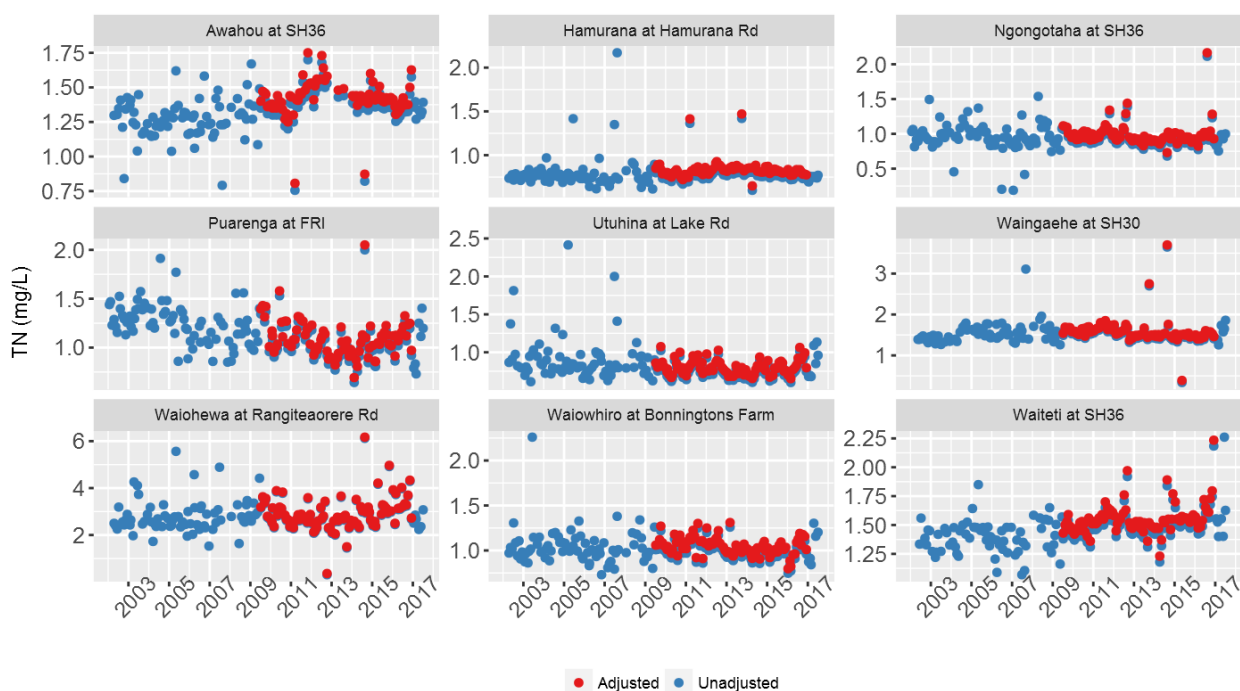 Awahou at SH36
Hamurana at Hamurana Rd
Ngongotaha at SH36
1.75
1.50
1.25
1.00
0.75
2.0
1.5
1.0
2.0
1.5
1.0
0.5
Puarenga at FRI
Utuhina at Lake Rd
Waingaehe at SH30
TN (mg/L)
2.0
1.5
1.0
2.5
2.0
1.5
1.0
3
2
1
Waiohewa at Rangiteaorere Rd
Waiowhiro at Bonningtons Farm
Waiteti at SH36
6
4
2
2.0
1.5
1.0
2.25
2.00
1.75
1.50
1.25
2003 2005 2007 2009 2011 2013 2015 2017
2003 2005 2007 2009 2011 2013 2015 2017
2003 2005 2007 2009 2011 2013 2015 2017
Adjusted Unadjusted